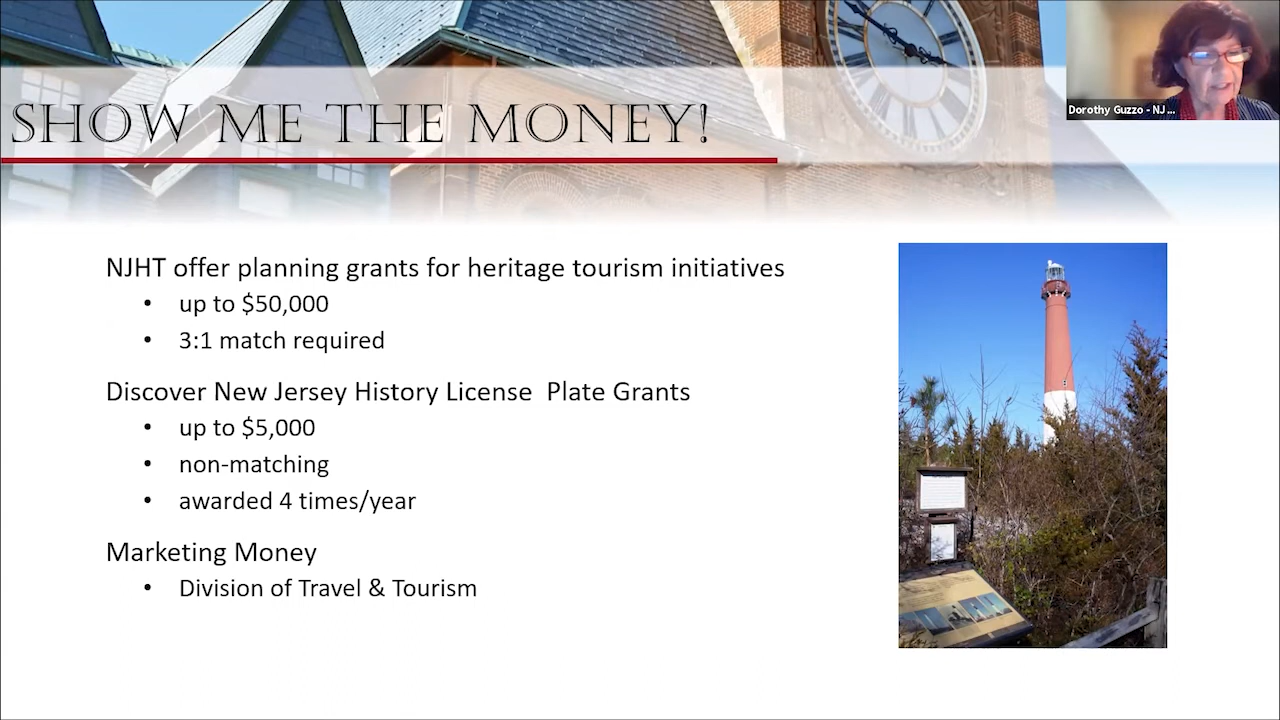 SHOW ME THE MONEY!
Dorothy Guzzo - NJ ...
NJHT offer planning grants for heritage tourism initiatives
• up to $50,000
• 3:1 match required
Discover New Jersey History License Plate Grants
• up to $5,000
• non-matching
• awarded 4 times/year
Marketing Money
• Division of Travel & Tourism